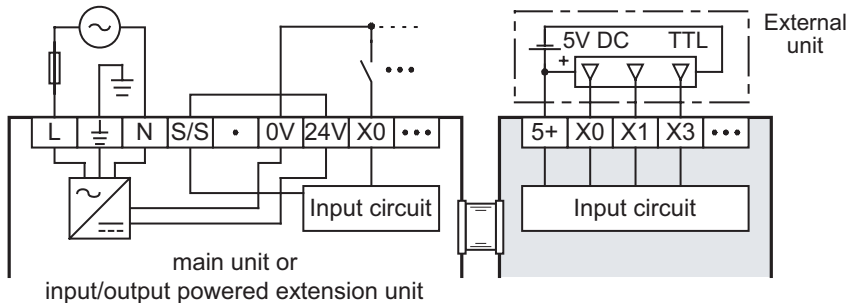 5V DC
TTL
External
unit
+
L
N
S/S
•
0V
24V
X0
•••
5+
X0
X1
X3
•••
Input circuit
Input circuit
main unit or
input/output powered extension unit